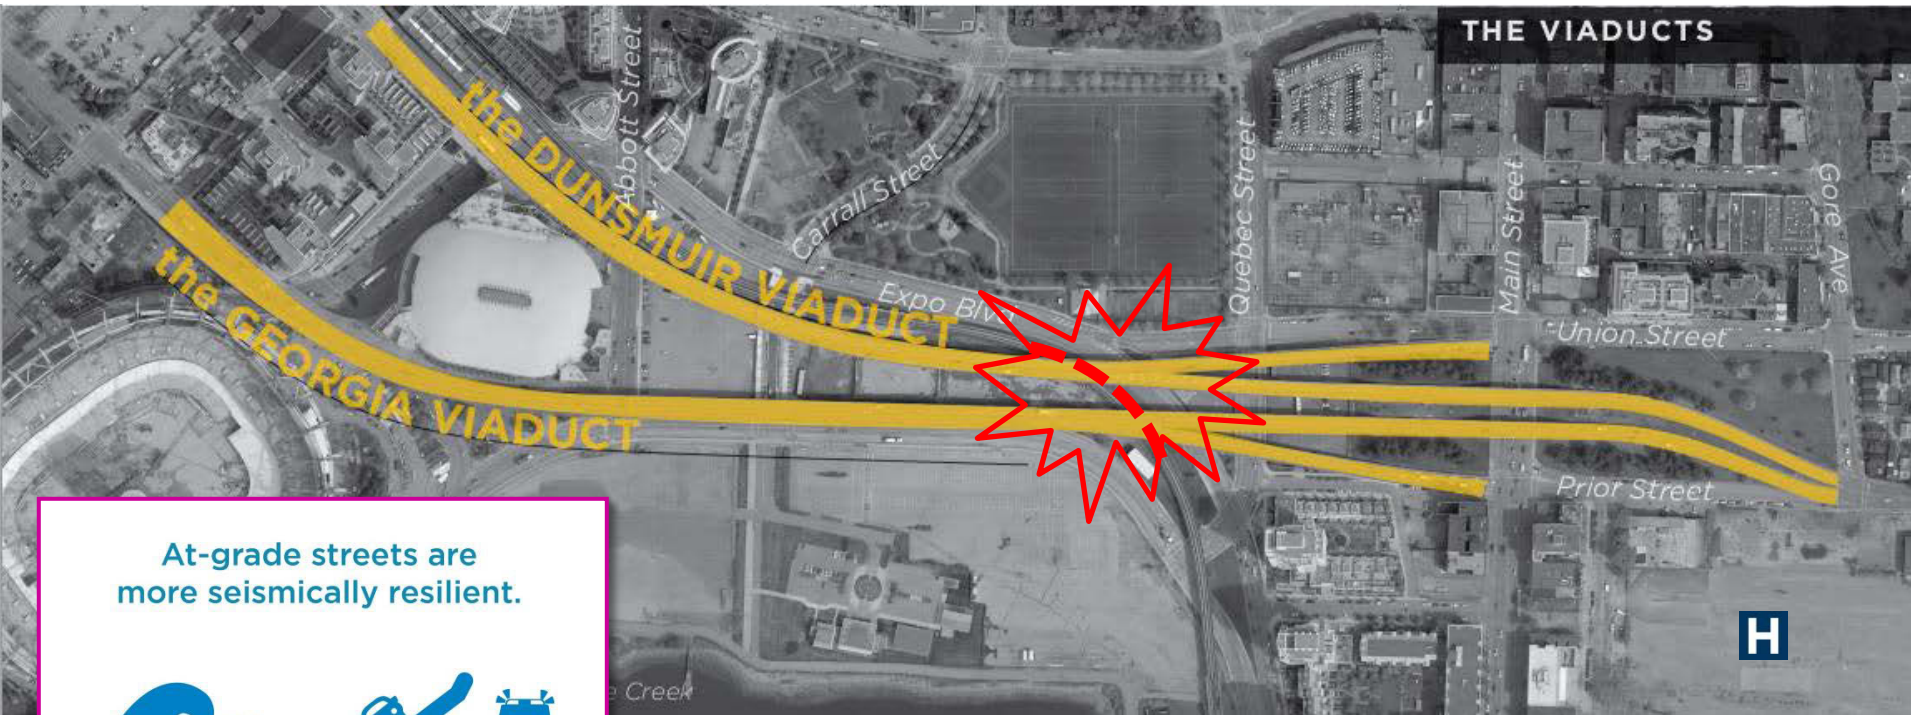 THE VIADUCTS
the DUNSMUIR VIADUCT
Abbott Street
Carrall Street
Quebec Street
Main Street
Gore Ave
the GEORGIA VIADUCT
Expo Blvd
Union Street
Prior Street
At-grade streets are
more seismically resilient.
H
Creek